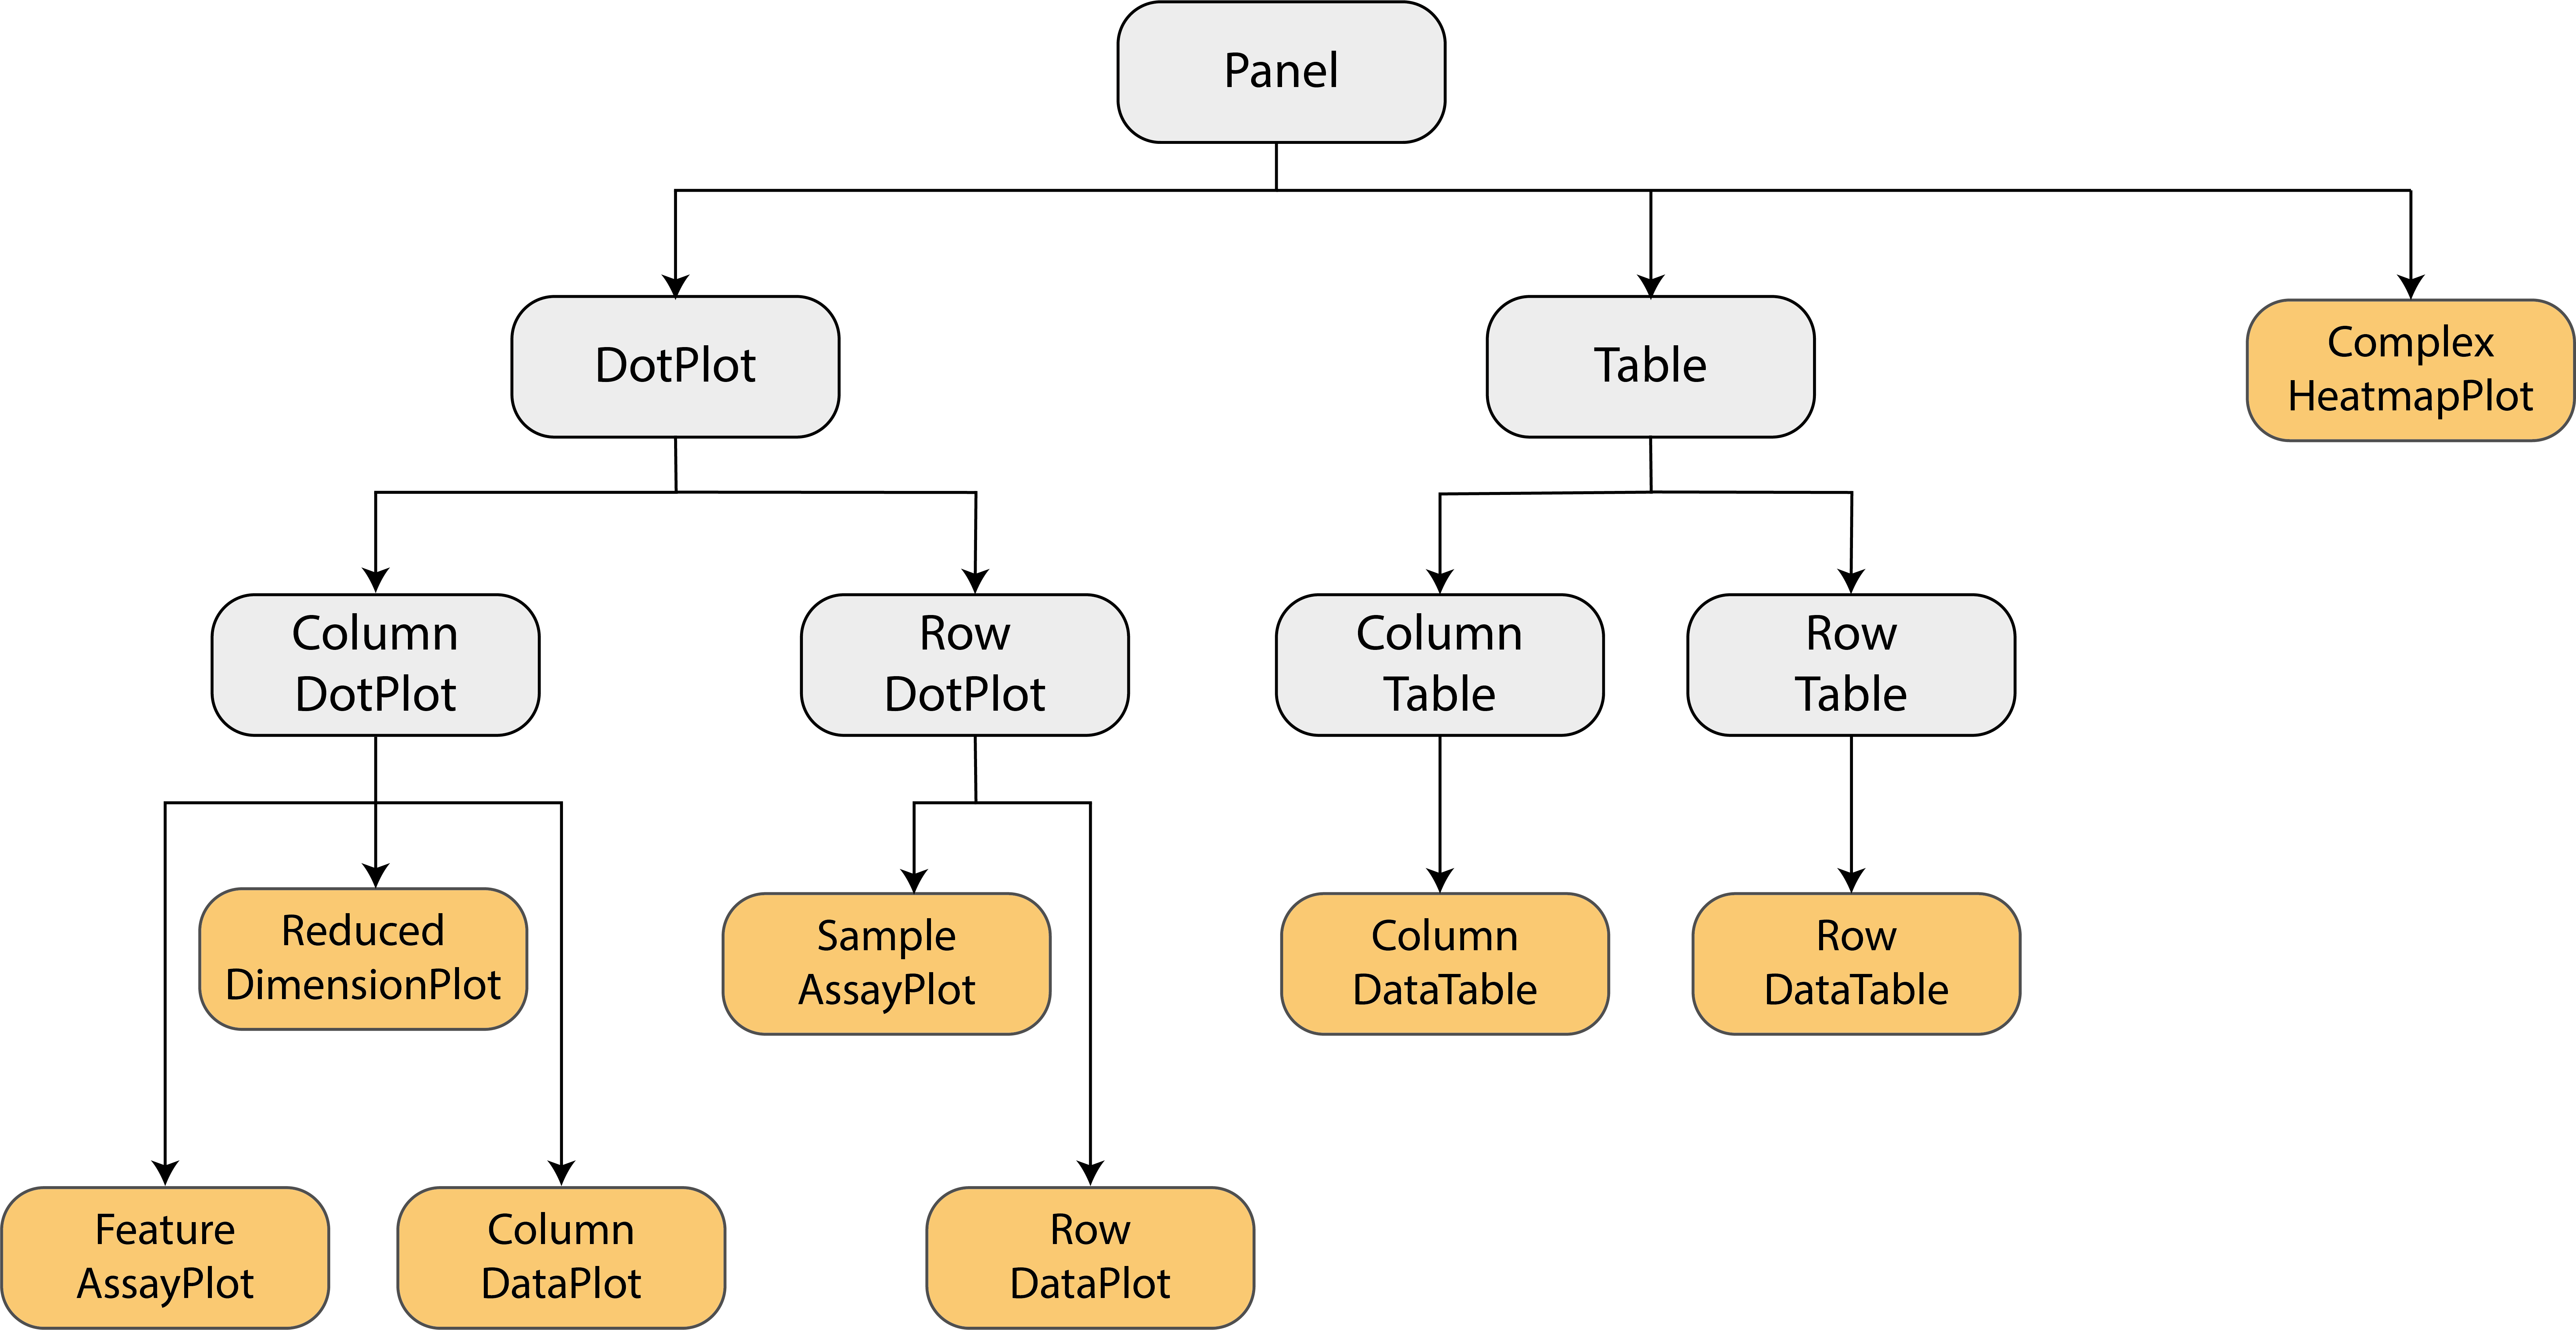 Panel
DotPlot
Table
Complex
HeatmapPlot
Column
DotPlot
Row
DotPlot
Column
Table
Row
Table
Reduced
DimensionPlot
Sample
AssayPlot
Column
DataTable
Row
DataTable
Feature
AssayPlot
Column
DataPlot
Row
DataPlot